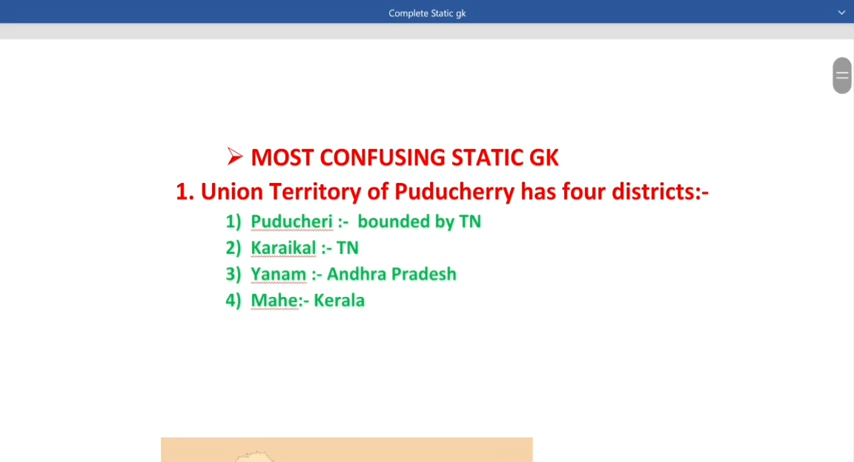 Complete Static gk
➢ MOST CONFUSING STATIC GK
1. Union Territory of Puducherry has four districts:-
1) Puducheri :- bounded by TN
2) Karaikal :- TN
3) Yanam :- Andhra Pradesh
4) Mahe:- Kerala